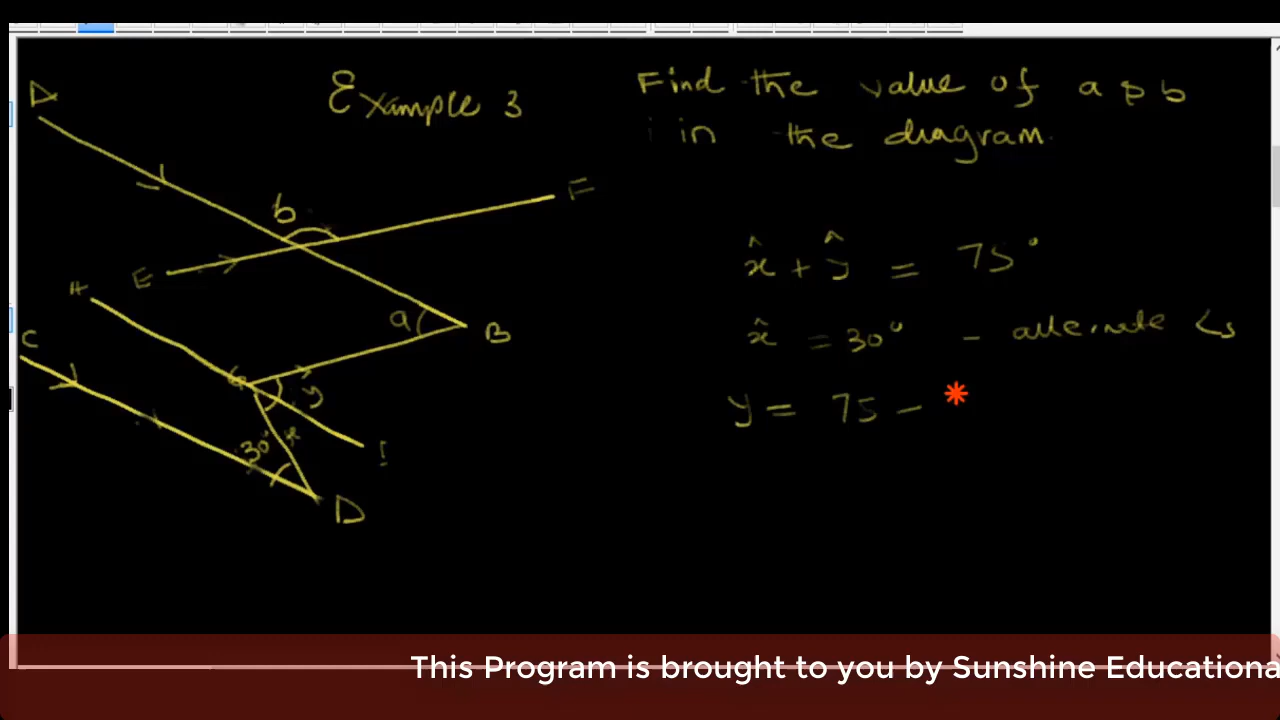 Example 3
Find the value of a & b
in the diagram.
A
b
F
E
H
x̂ + ŷ = 75°
a
B
C
x̂ = 30° - alternate <s
G
y
y = 75 -
30°
x
I
D
This Program is brought to you by Sunshine Educationa